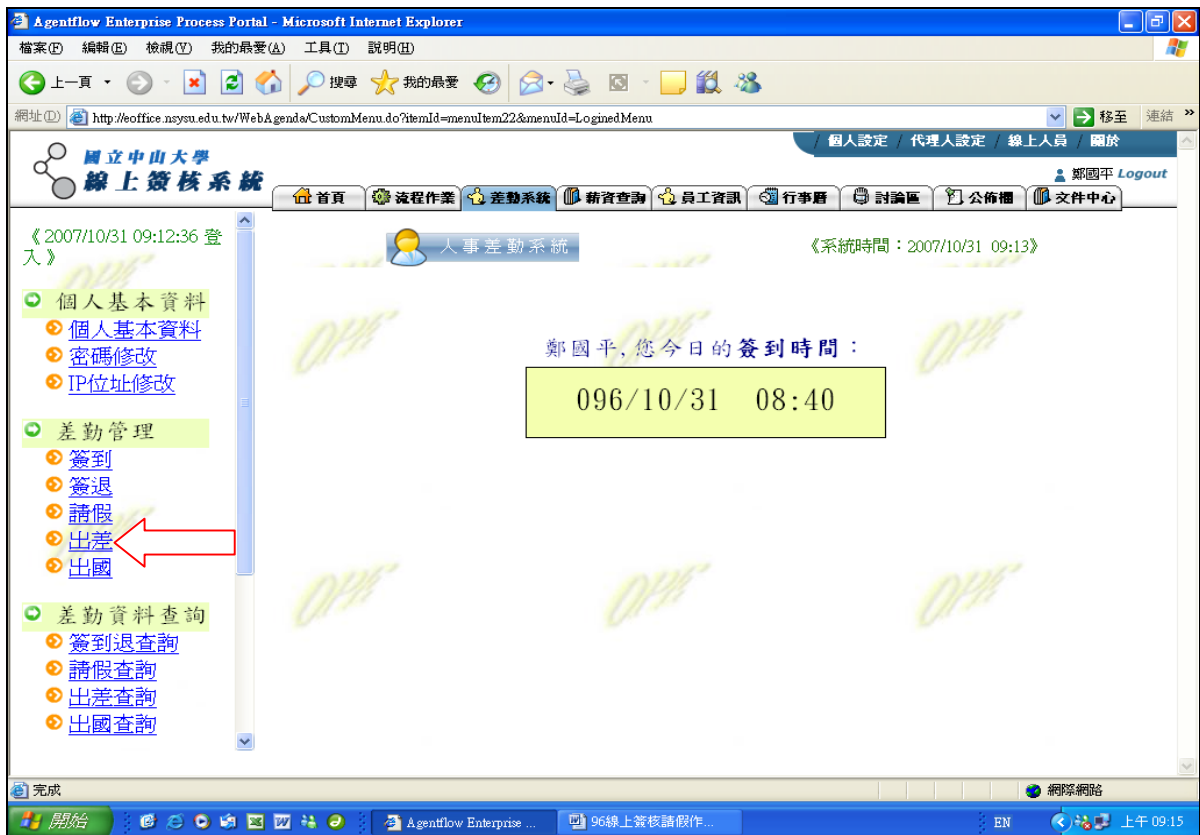 Agentflow Enterprise Process Portal - Microsoft Internet Explorer
檔案(F) 編輯(E) 檢視(V) 我的最愛(A) 工具(T) 說明(H)
上一頁 搜尋 我的最愛
網址(D) http://eoffice.nsysu.edu.tw/WebAgenda/CustomMenu.do?itemId=menuItem22&menuId=LoginedMenu 移至 連結 »
/ 個人設定 / 代理人設定 / 線上人員 / 關於
國立中山大學
線上簽核系統
鄭國平 Logout
首頁 流程作業 差勤系統 薪資查詢 員工資訊 行事曆 討論區 公佈欄 文件中心
《2007/10/31 09:12:36 登
入》
人事差勤系統
《系統時間：2007/10/31 09:13》
個人基本資料
個人基本資料
密碼修改
IP位址修改
差勤管理
簽到
簽退
請假
出差
出國
差勤資料查詢
簽到退查詢
請假查詢
出差查詢
出國查詢
鄭國平,您今日的簽到時間：
096/10/31 08:40
完成 網際網路
開始 Agentflow Enterprise ... 96線上簽核請假作... EN 上午 09:15